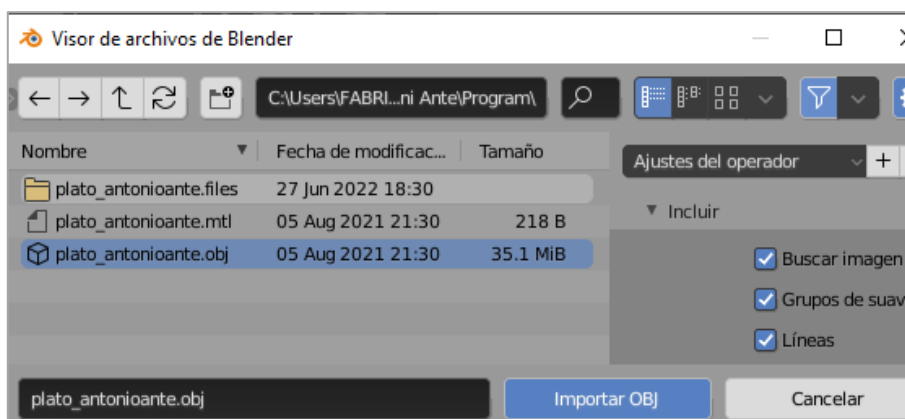 Visor de archivos de Blender
C:\Users\FABRI...ni Ante\Program\
Nombre Fecha de modificac... Tamaño
Ajustes del operador
plato_antonioante.files 27 Jun 2022 18:30
plato_antonioante.mtl 05 Aug 2021 21:30 218 B
Incluir
plato_antonioante.obj 05 Aug 2021 21:30 35.1 MiB
Buscar imagen
Grupos de suav
Líneas
plato_antonioante.obj Importar OBJ Cancelar